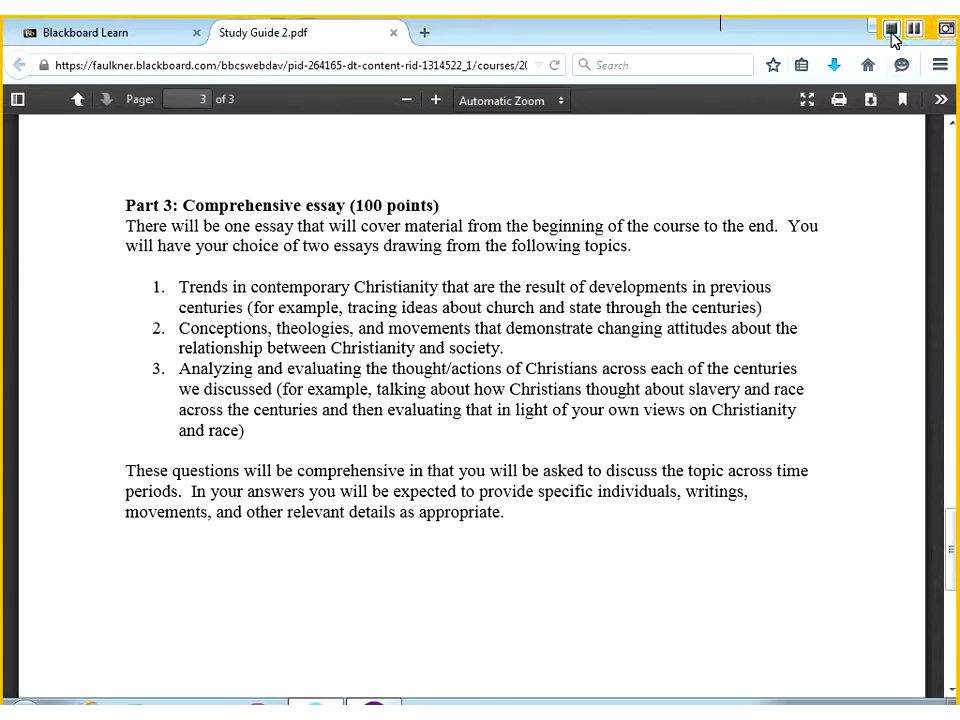 Blackboard Learn
Study Guide 2.pdf
https://faulkner.blackboard.com/bbcswebdav/pid-264165-dt-content-rid-1314522_1/courses/20
Search
Page: 3 of 3
Automatic Zoom
Part 3: Comprehensive essay (100 points)
There will be one essay that will cover material from the beginning of the course to the end. You
will have your choice of two essays drawing from the following topics.
1. Trends in contemporary Christianity that are the result of developments in previous
centuries (for example, tracing ideas about church and state through the centuries)
2. Conceptions, theologies, and movements that demonstrate changing attitudes about the
relationship between Christianity and society.
3. Analyzing and evaluating the thought/actions of Christians across each of the centuries
we discussed (for example, talking about how Christians thought about slavery and race
across the centuries and then evaluating that in light of your own views on Christianity
and race)
These questions will be comprehensive in that you will be asked to discuss the topic across time
periods. In your answers you will be expected to provide specific individuals, writings,
movements, and other relevant details as appropriate.